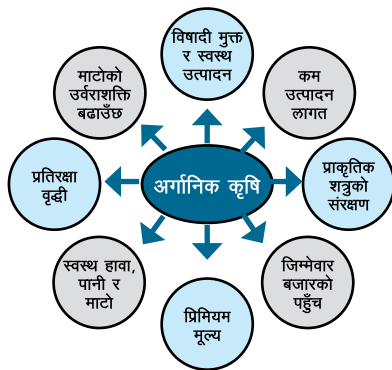 विषादी मुक्त
र स्वस्थ
उत्पादन
कम
उत्पादन
लागत
प्राकृतिक
शत्रुको
संरक्षण
जिम्मेवार
बजारको
पहुँच
प्रिमियम
मूल्य
स्वस्थ हावा,
पानी र
माटो
प्रतिरक्षा
वृद्धी
माटोको
उर्वराशक्ति
बढाउँछ
अर्गानिक कृषि